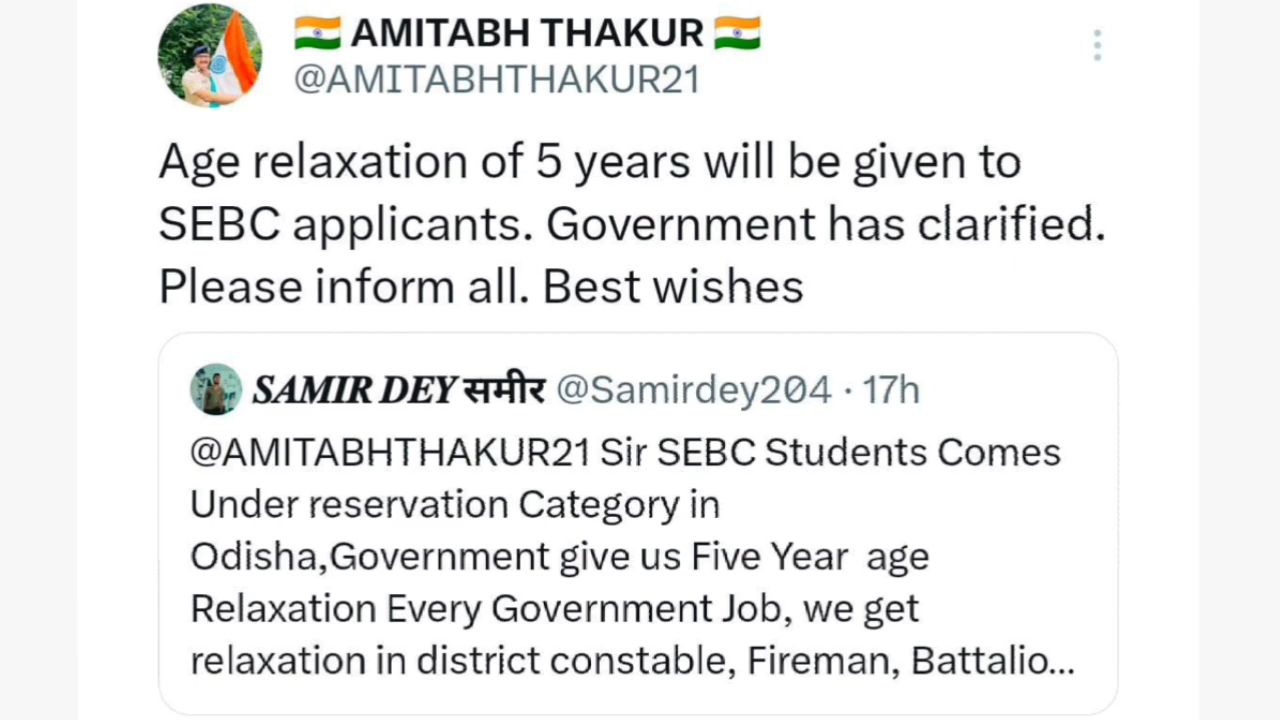 🇮🇳 AMITABH THAKUR 🇮🇳
@AMITABHTHAKUR21
Age relaxation of 5 years will be given to
SEBC applicants. Government has clarified.
Please inform all. Best wishes
SAMIR DEY समीर @Samirdey204 · 17h
@AMITABHTHAKUR21 Sir SEBC Students Comes
Under reservation Category in
Odisha,Government give us Five Year  age
Relaxation Every Government Job, we get
relaxation in district constable, Fireman, Battalio...